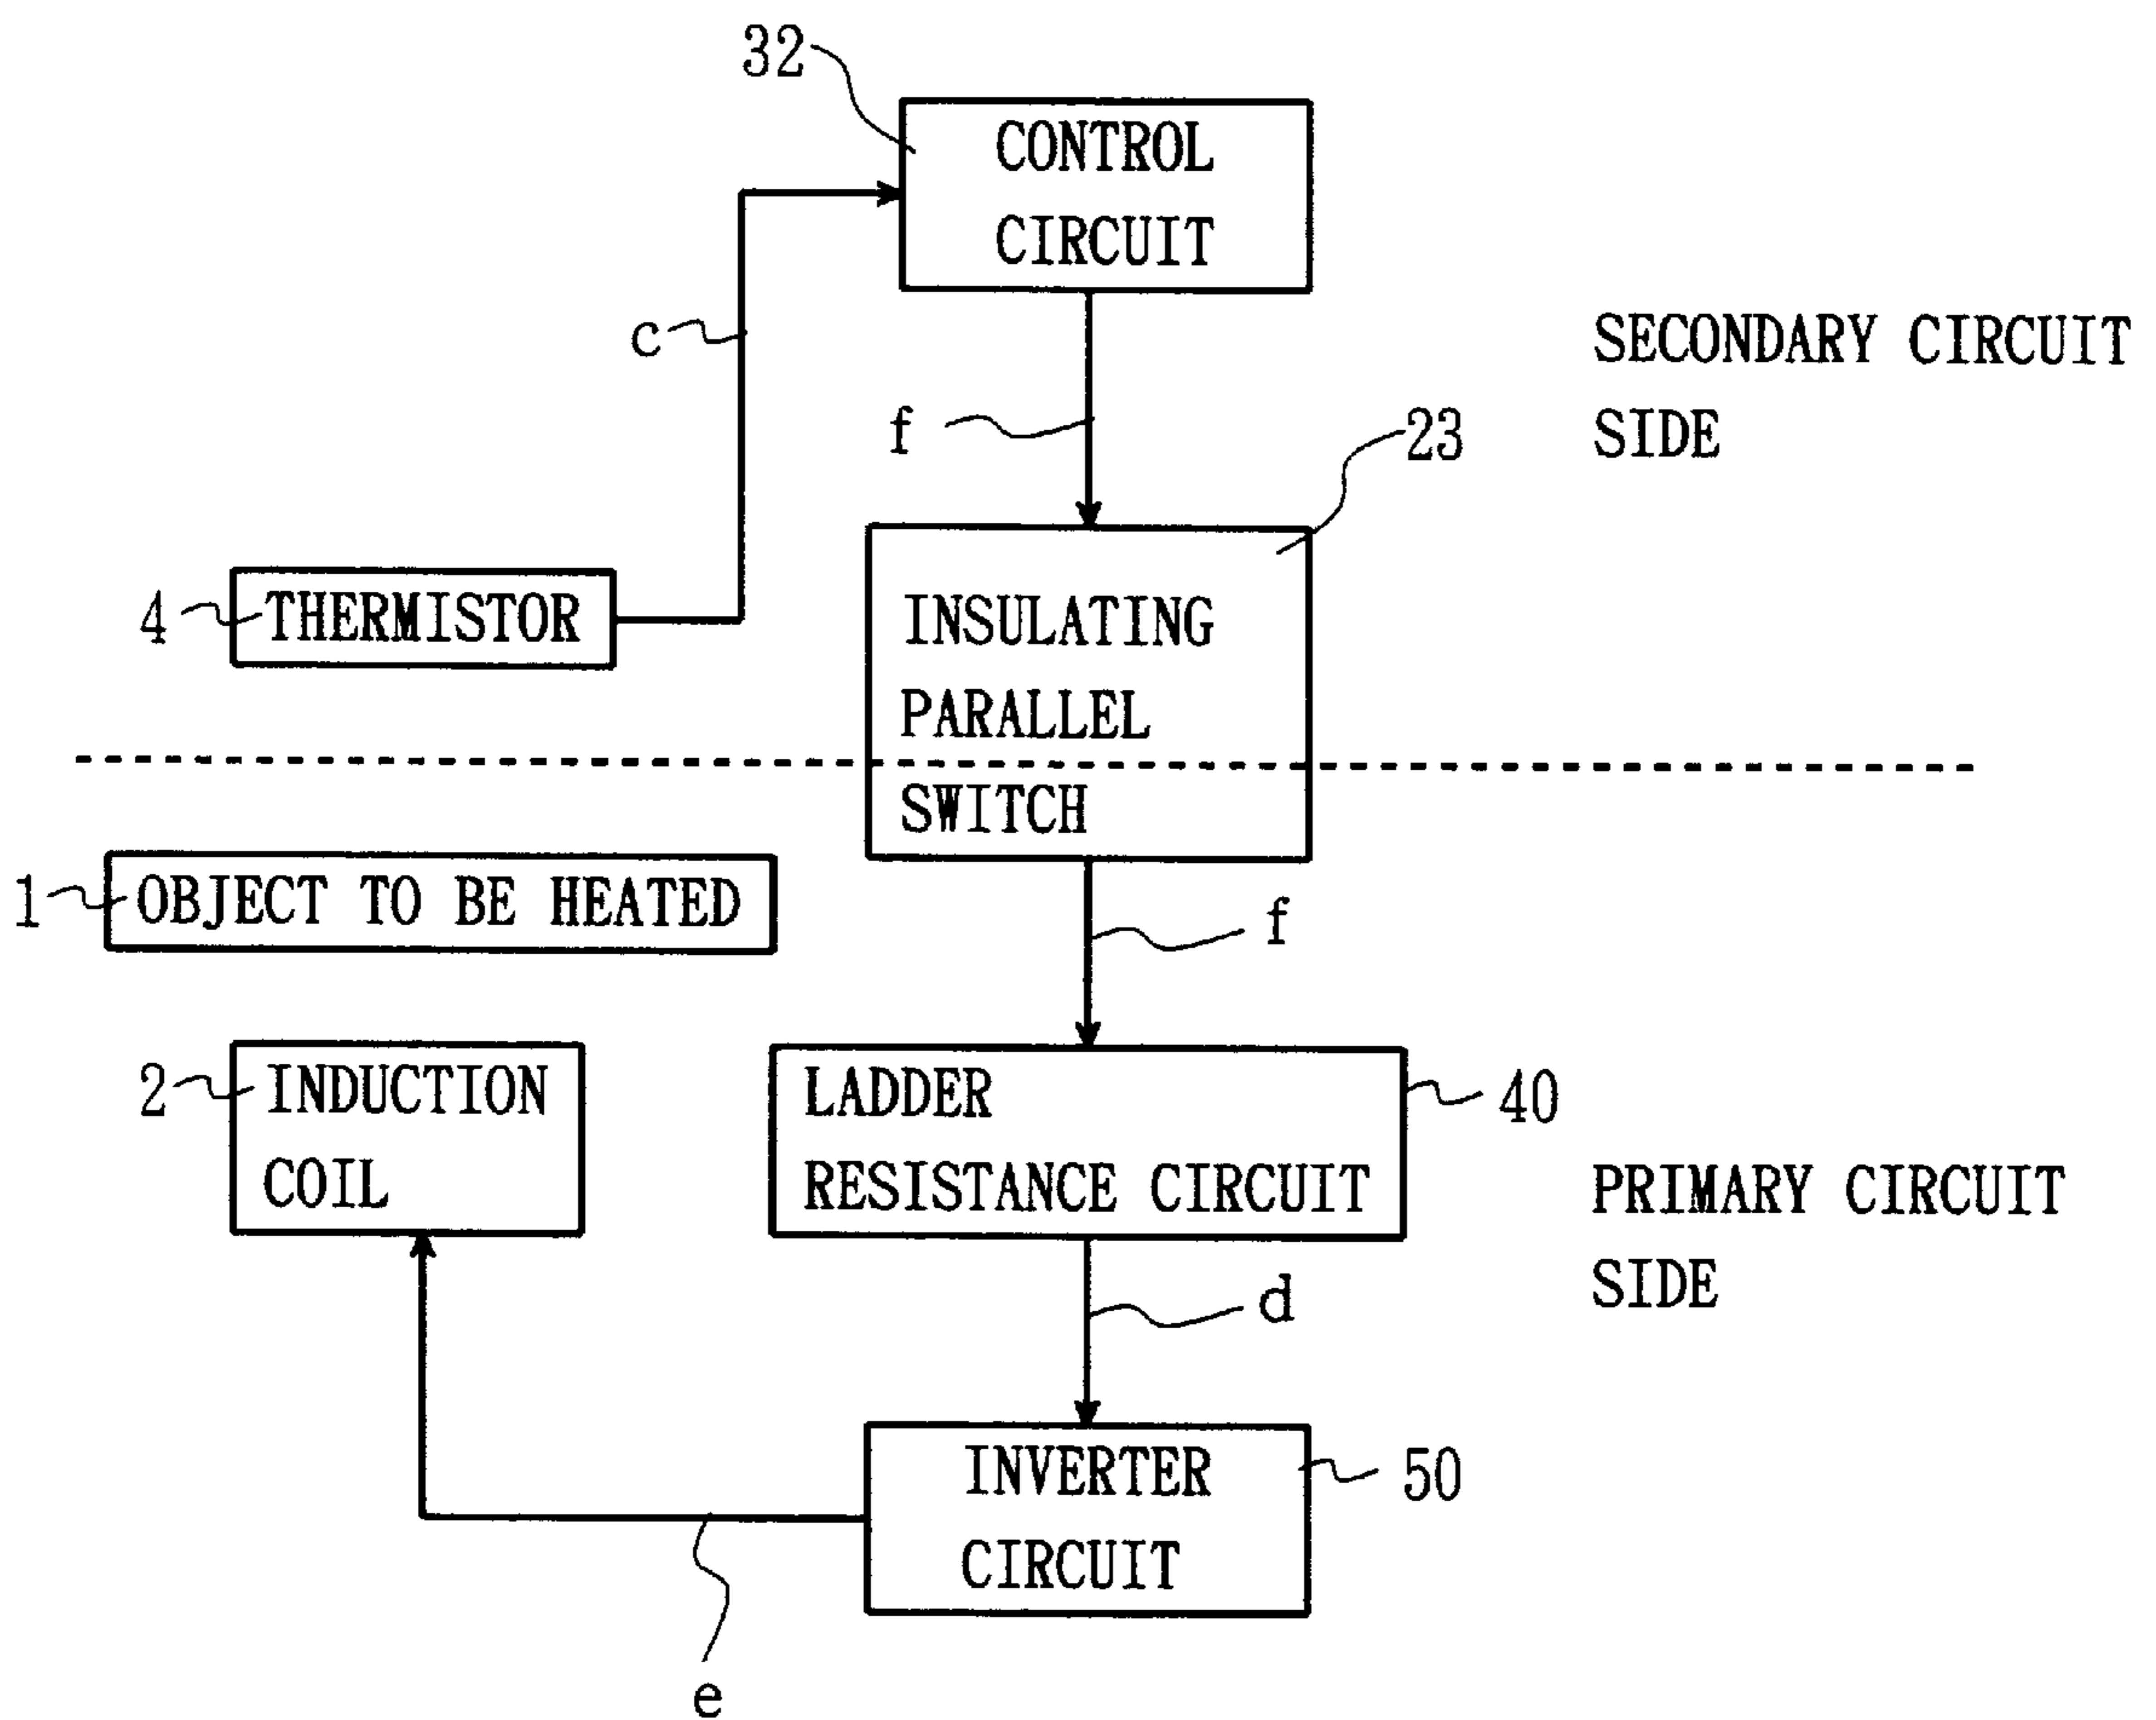 32
CONTROL
CIRCUIT
c
SECONDARY CIRCUIT
SIDE
f
23
4
THERMISTOR
INSULATING
PARALLEL
SWITCH
1
OBJECT TO BE HEATED
f
2
INDUCTION
COIL
LADDER
RESISTANCE CIRCUIT
40
PRIMARY CIRCUIT
SIDE
d
INVERTER
CIRCUIT
50
e